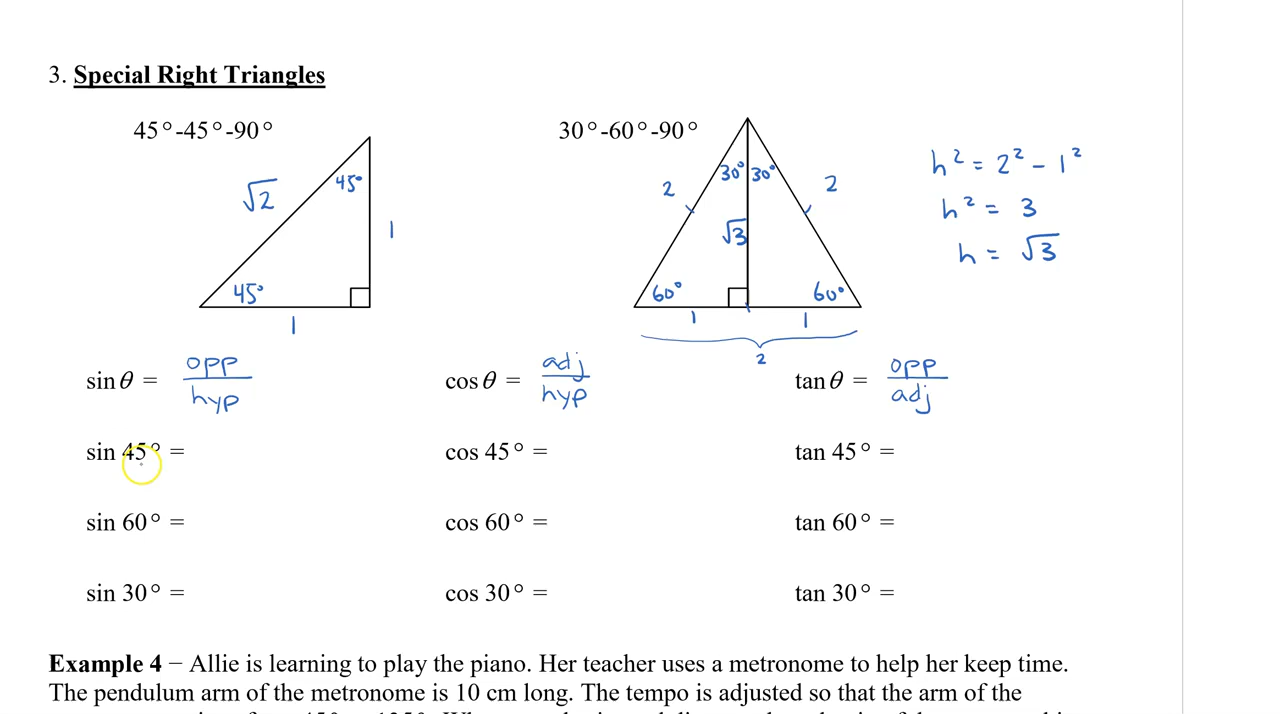 3. Special Right Triangles
45°-45°-90°
√2
45°
1
45°
1
30°-60°-90°
30° 30°
2
2
√3
60°
60°
1
1
2
h² = 2² − 1²
h² = 3
h = √3
sin θ = opp/hyp
cos θ = adj/hyp
tan θ = opp/adj
sin 45° =
cos 45° =
tan 45° =
sin 60° =
cos 60° =
tan 60° =
sin 30° =
cos 30° =
tan 30° =
Example 4 − Allie is learning to play the piano. Her teacher uses a metronome to help her keep time.
The pendulum arm of the metronome is 10 cm long. The tempo is adjusted so that the arm of the